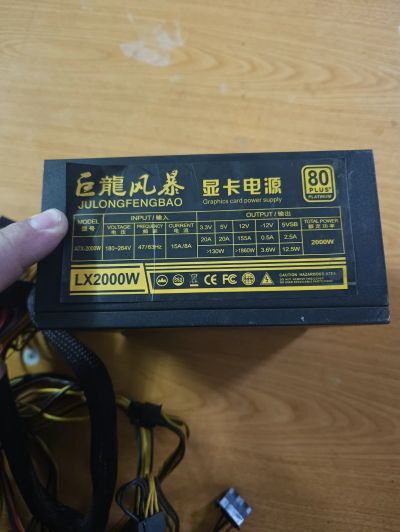 巨龍风暴
JULONGFENGBAO
显卡电源
Graphics card power supply
80
PLUS
PLATINUM
MODEL 型号 INPUT / 输入 OUTPUT / 输出 TOTAL POWER 额定功率
VOLTAGE 电压 FREQUENCY 频率 CURRENT 电流 3.3V 5V 12V -12V 5VSB
ATX-2000W 180~264V 47/63Hz 15A/8A 20A 20A 155A 0.5A 2.5A 2000W
>130W >1860W 3.6W 12.5W
LX2000W
CE FC
CAUTION HAZARDOUS